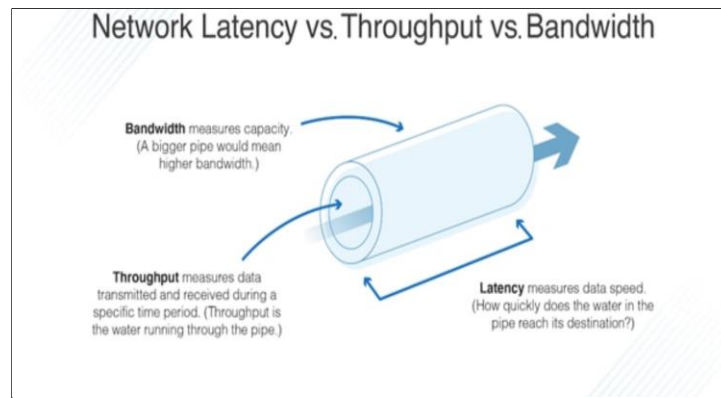 Network Latency vs. Throughput vs. Bandwidth
Bandwidth measures capacity.
(A bigger pipe would mean
higher bandwidth.)
Throughput measures data
transmitted and received during a
specific time period. (Throughput is
the water running through the pipe.)
Latency measures data speed.
(How quickly does the water in the
pipe reach its destination?)